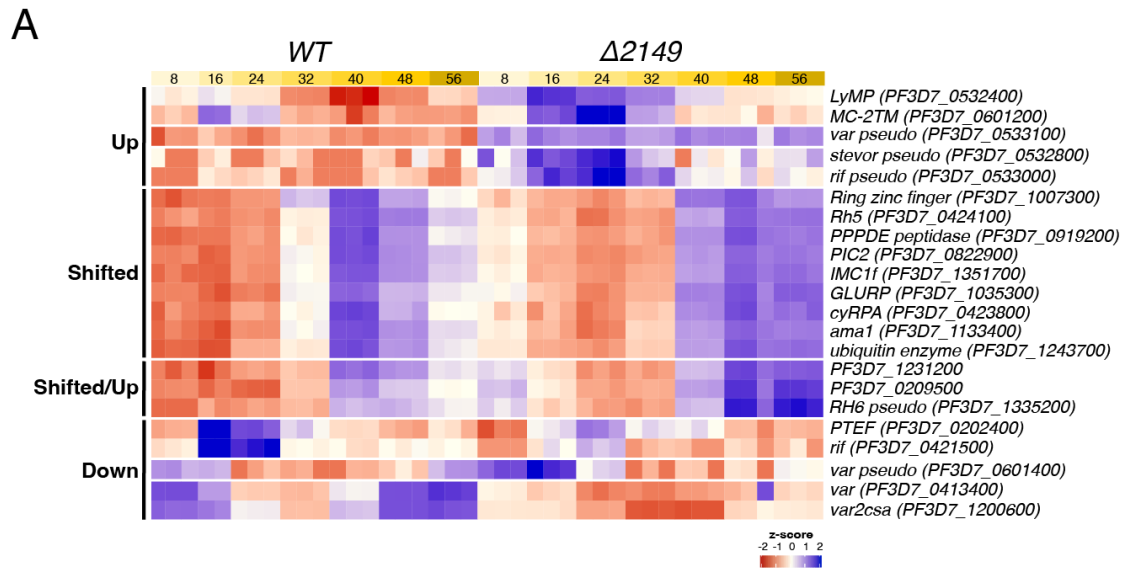 A
WT Δ2149
8 16 24 32 40 48 56 8 16 24 32 40 48 56
Up
LyMP (PF3D7_0532400)
MC-2TM (PF3D7_0601200)
var pseudo (PF3D7_0533100)
stevor pseudo (PF3D7_0532800)
rif pseudo (PF3D7_0533000)
Shifted
Ring zinc finger (PF3D7_1007300)
Rh5 (PF3D7_0424100)
PPPDE peptidase (PF3D7_0919200)
PIC2 (PF3D7_0822900)
IMC1f (PF3D7_1351700)
GLURP (PF3D7_1035300)
cyRPA (PF3D7_0423800)
ama1 (PF3D7_1133400)
ubiquitin enzyme (PF3D7_1243700)
Shifted/Up
PF3D7_1231200
PF3D7_0209500
RH6 pseudo (PF3D7_1335200)
Down
PTEF (PF3D7_0202400)
rif (PF3D7_0421500)
var pseudo (PF3D7_0601400)
var (PF3D7_0413400)
var2csa (PF3D7_1200600)
z-score
-2 -1 0 1 2